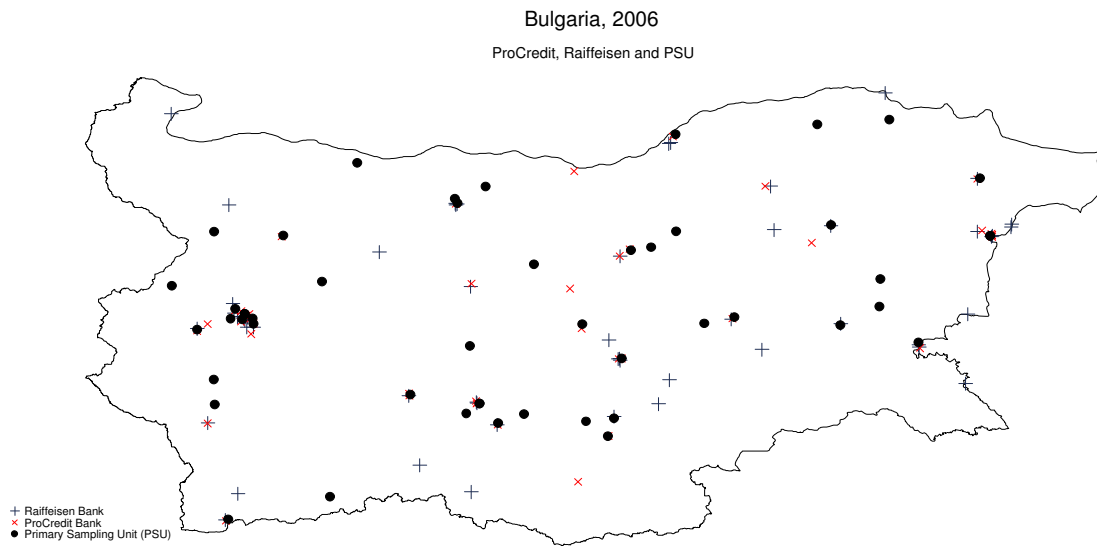 Bulgaria, 2006
ProCredit, Raiffeisen and PSU
Raiffeisen Bank
ProCredit Bank
Primary Sampling Unit (PSU)